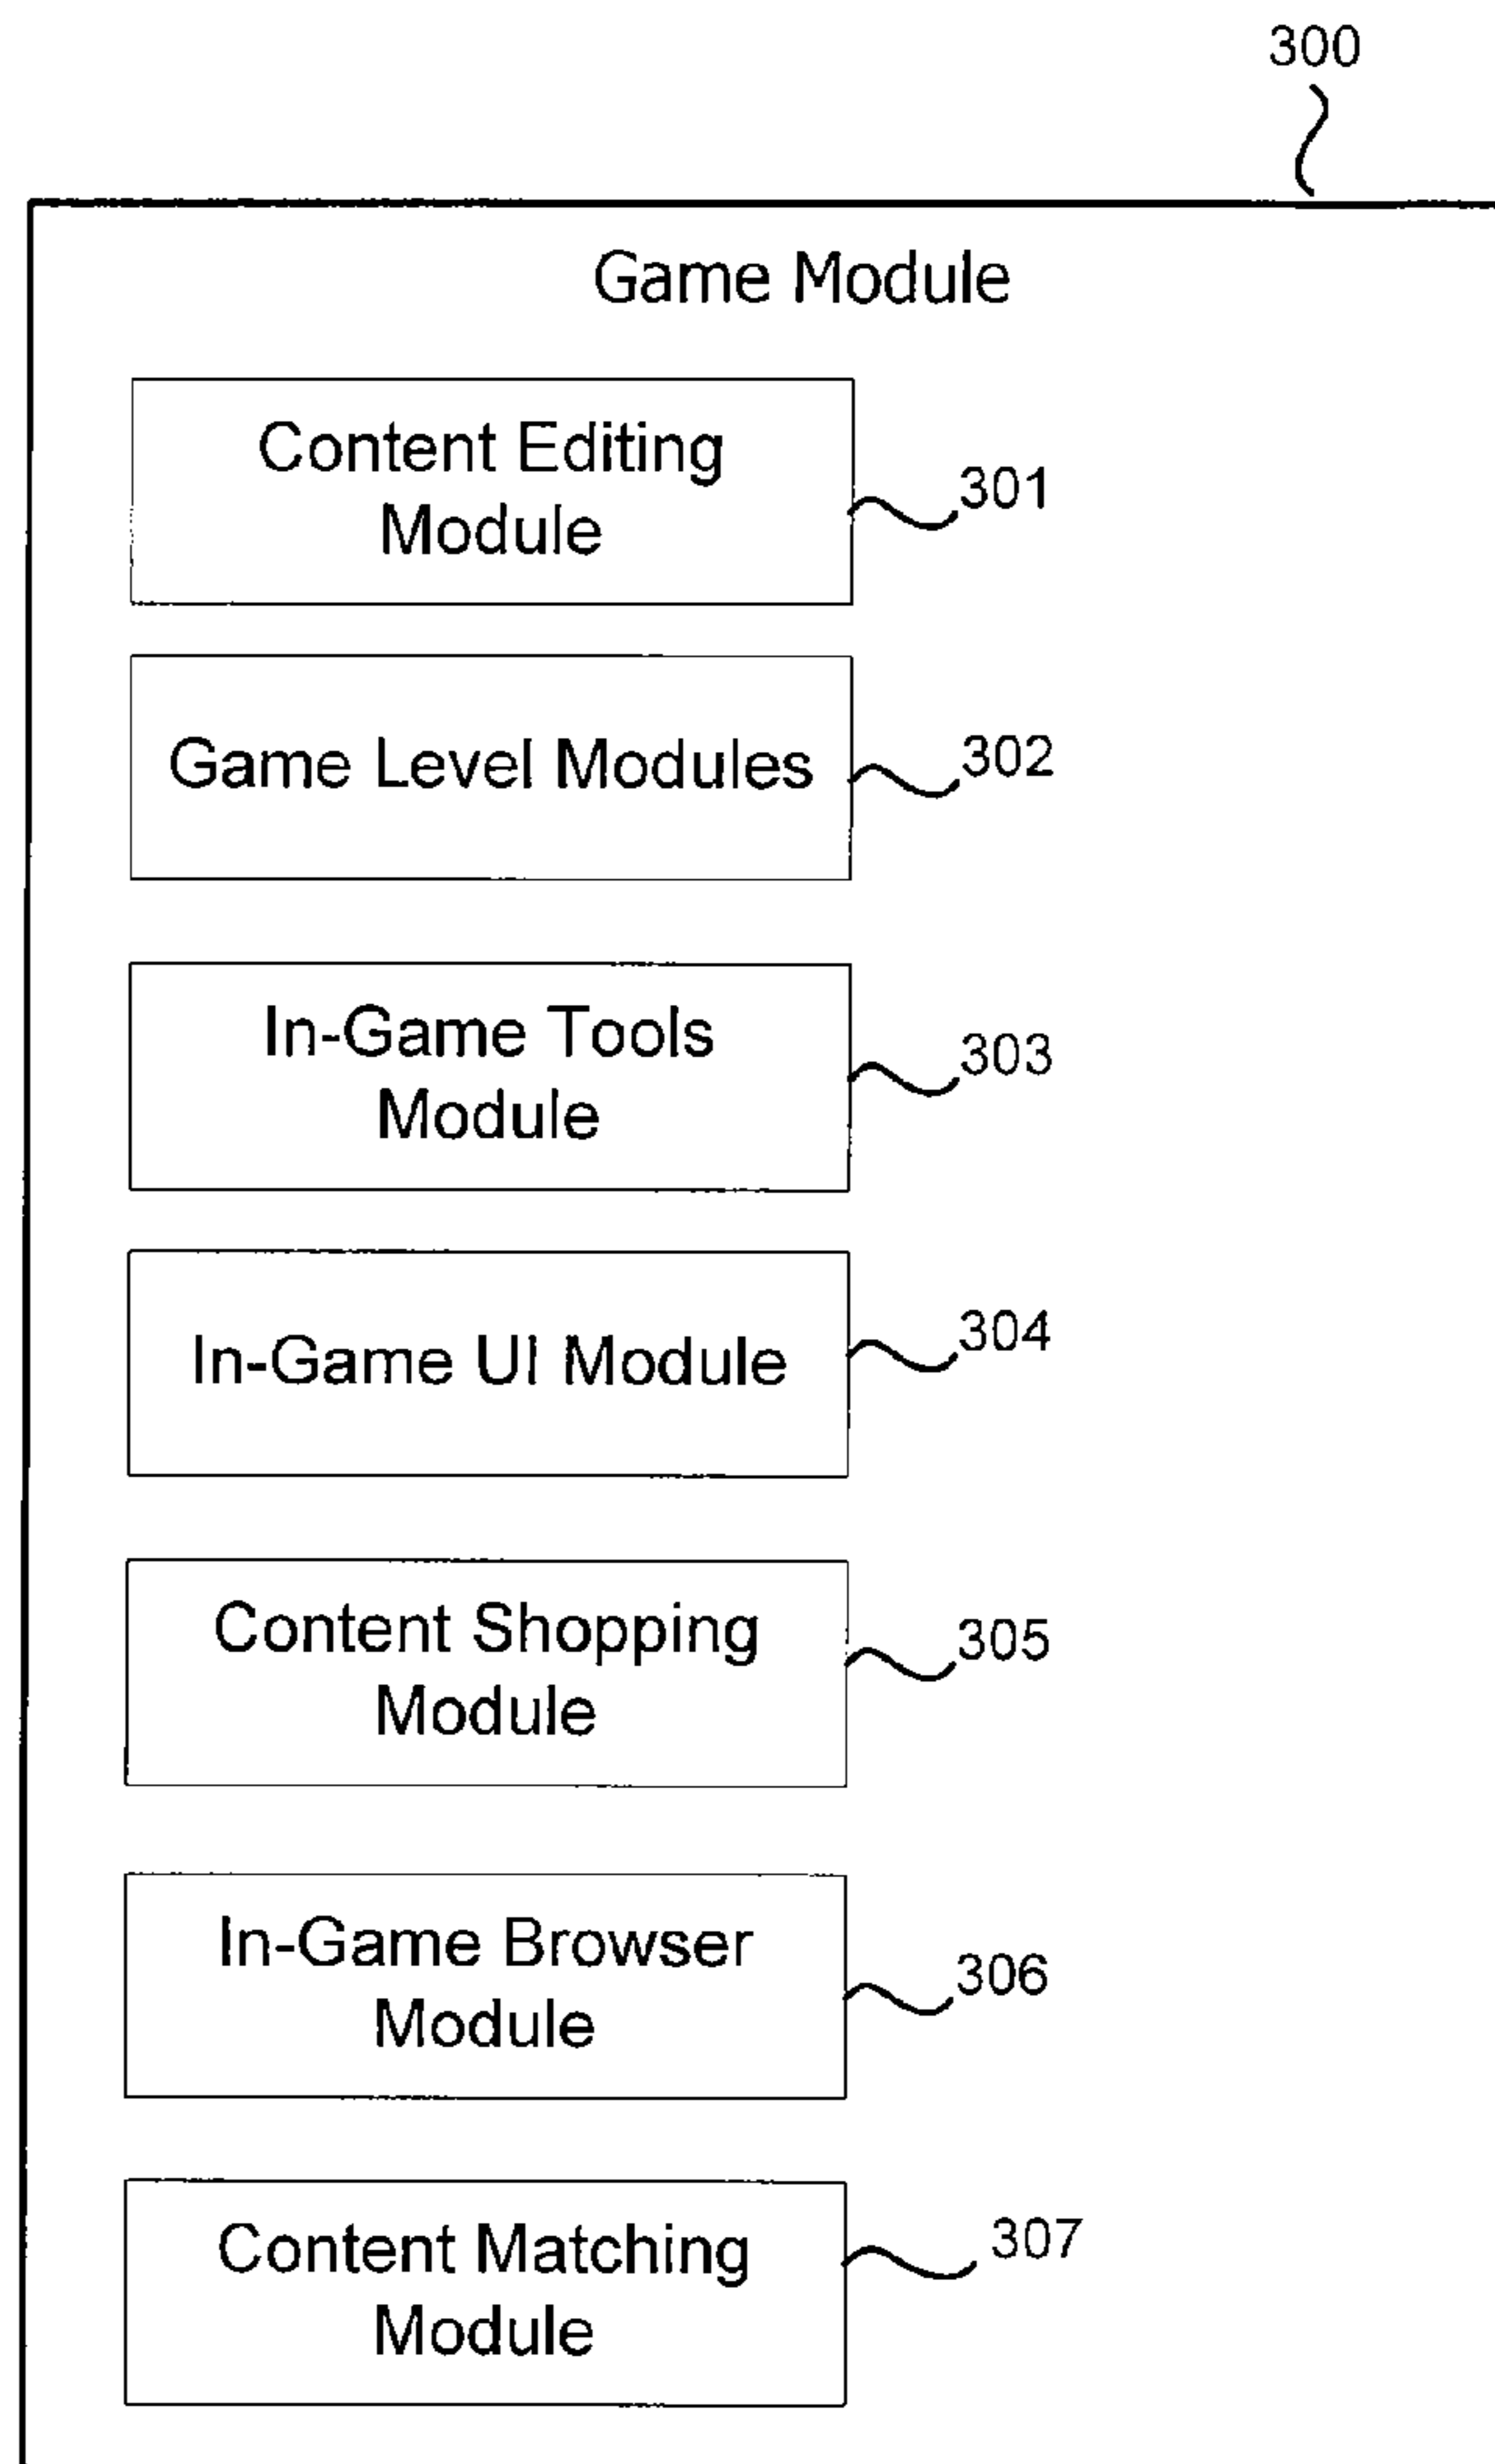 300
Game Module
Content Editing
Module
301
Game Level Modules
302
In-Game Tools
Module
303
In-Game UI Module
304
Content Shopping
Module
305
In-Game Browser
Module
306
Content Matching
Module
307